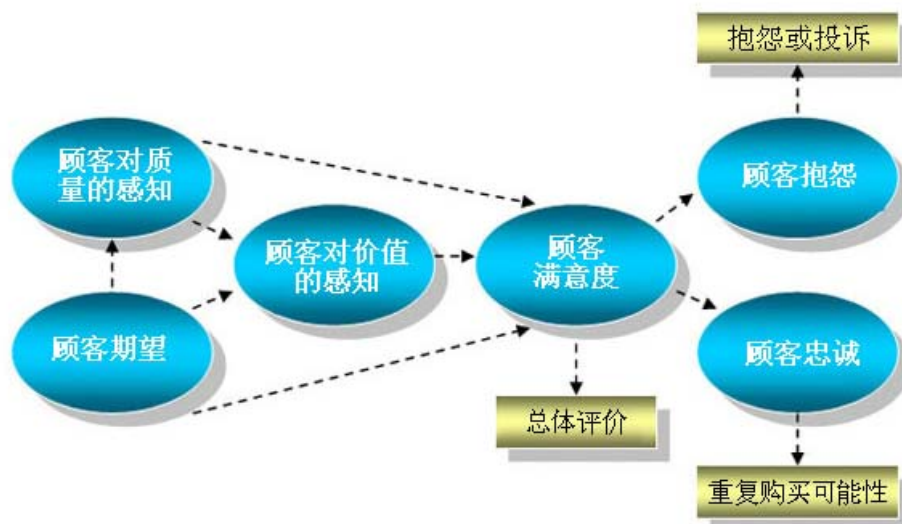 抱怨或投诉
顾客对质
量的感知
顾客抱怨
顾客对价值
的感知
顾客
满意度
顾客期望
顾客忠诚
总体评价
重复购买可能性